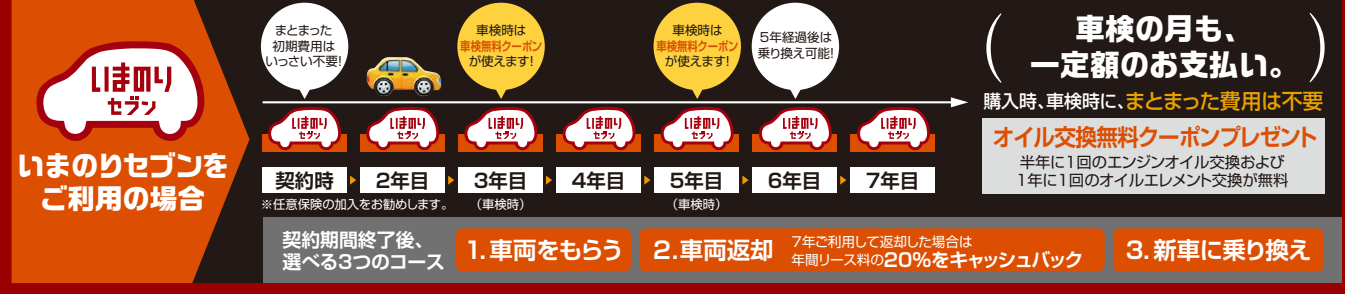 いまのり
セブン
いまのりセブンを
ご利用の場合
まとまった
初期費用は
いっさい不要!
車検時は
車検無料クーポン
が使えます!
車検時は
車検無料クーポン
が使えます!
5年経過後は
乗り換え可能!
いまのり
セブン
いまのり
セブン
いまのり
セブン
いまのり
セブン
いまのり
セブン
いまのり
セブン
いまのり
セブン
契約時
2年目
3年目
4年目
5年目
6年目
7年目
※任意保険の加入をお勧めします。
（車検時）
（車検時）
車検の月も、
一定額のお支払い。
購入時、車検時に、まとまった費用は不要
オイル交換無料クーポンプレゼント
半年に1回のエンジンオイル交換および
1年に1回のオイルエレメント交換が無料
契約期間終了後、
選べる3つのコース
1.車両をもらう
2.車両返却
7年ご利用して返却した場合は
年間リース料の20%をキャッシュバック
3.新車に乗り換え